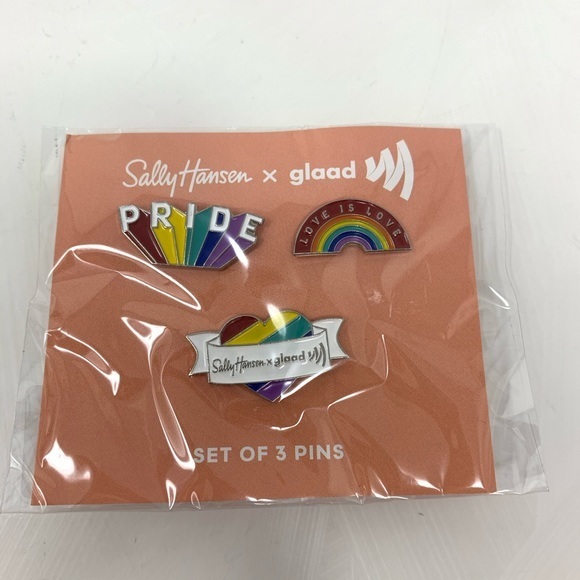 Sally Hansen x glaad
PRIDE
LOVE IS LOVE
Sally Hansen x glaad
SET OF 3 PINS